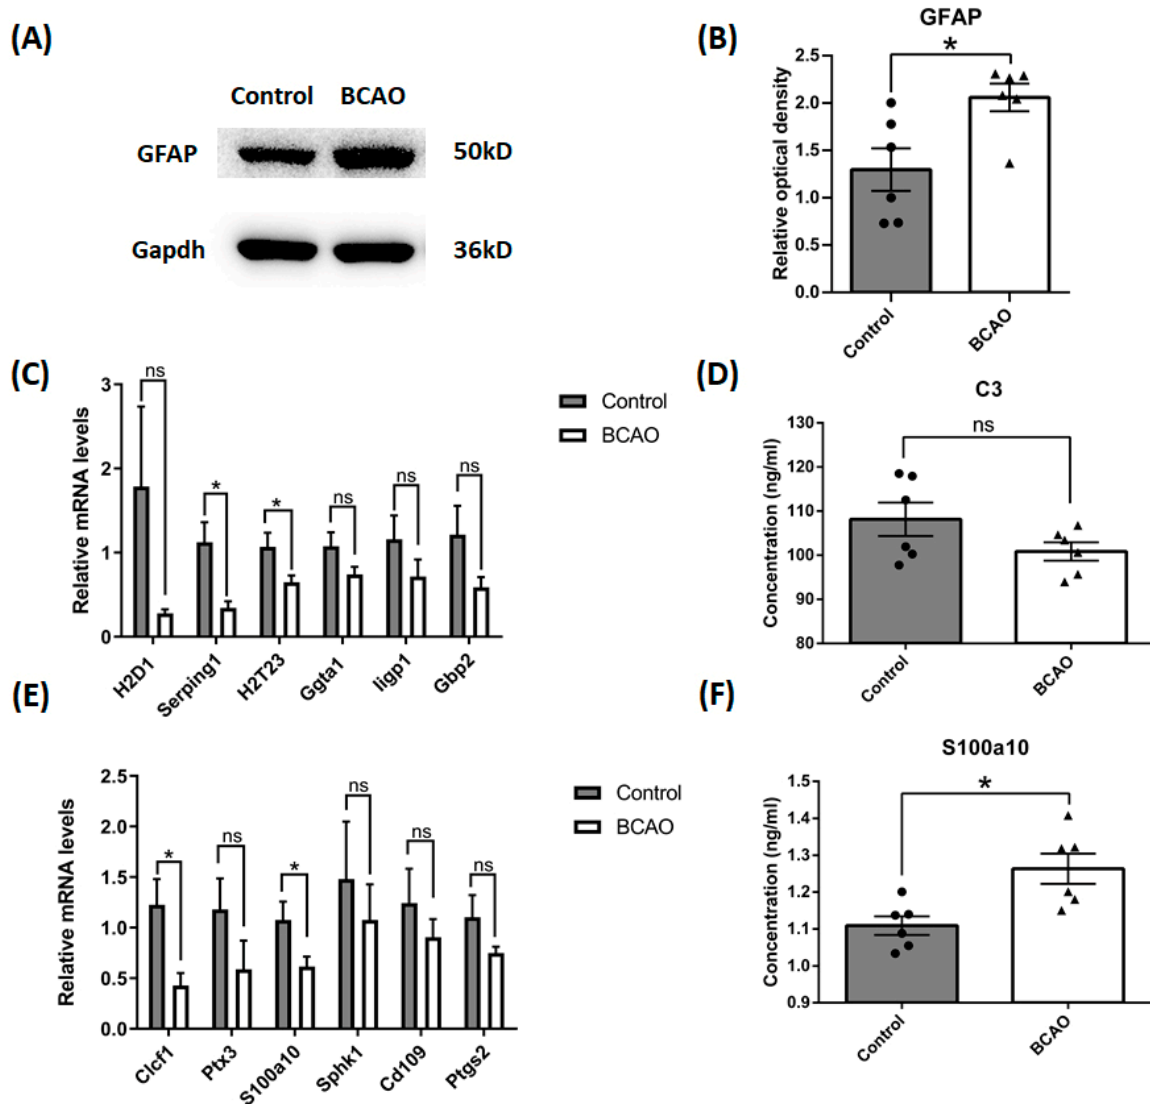 (A)
Control BCAO
GFAP 50kD
Gapdh 36kD
(B)
GFAP
*
Relative optical density
2.5
2.0
1.5
1.0
0.5
0.0
Control
BCAO
(C)
Relative mRNA levels
3
2
1
0
ns
*
*
ns
ns
ns
H2D1
Serping1
H2T23
Ggta1
Iigp1
Gbp2
Control
BCAO
(D)
C3
ns
Concentration (ng/ml)
130
120
110
100
90
80
Control
BCAO
(E)
Relative mRNA levels
2.5
2.0
1.5
1.0
0.5
0.0
*
ns
*
ns
ns
ns
Clcf1
Ptx3
S100a10
Sphk1
Cd109
Ptgs2
Control
BCAO
(F)
S100a10
*
Concentration (ng/ml)
1.5
1.4
1.3
1.2
1.1
1.0
0.9
Control
BCAO